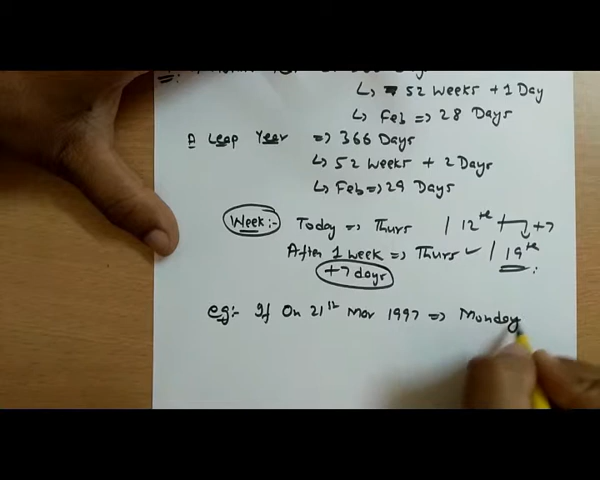 52 Weeks + 1 Day
Feb => 28 Days
A Leap Year => 366 Days
52 Weeks + 2 Days
Feb => 29 Days
Week:- Today => Thurs | 12th +7
After 1 week => Thurs ✓ | 19th
+7 days
eg:- If On 21th Mar 1997 => Monday